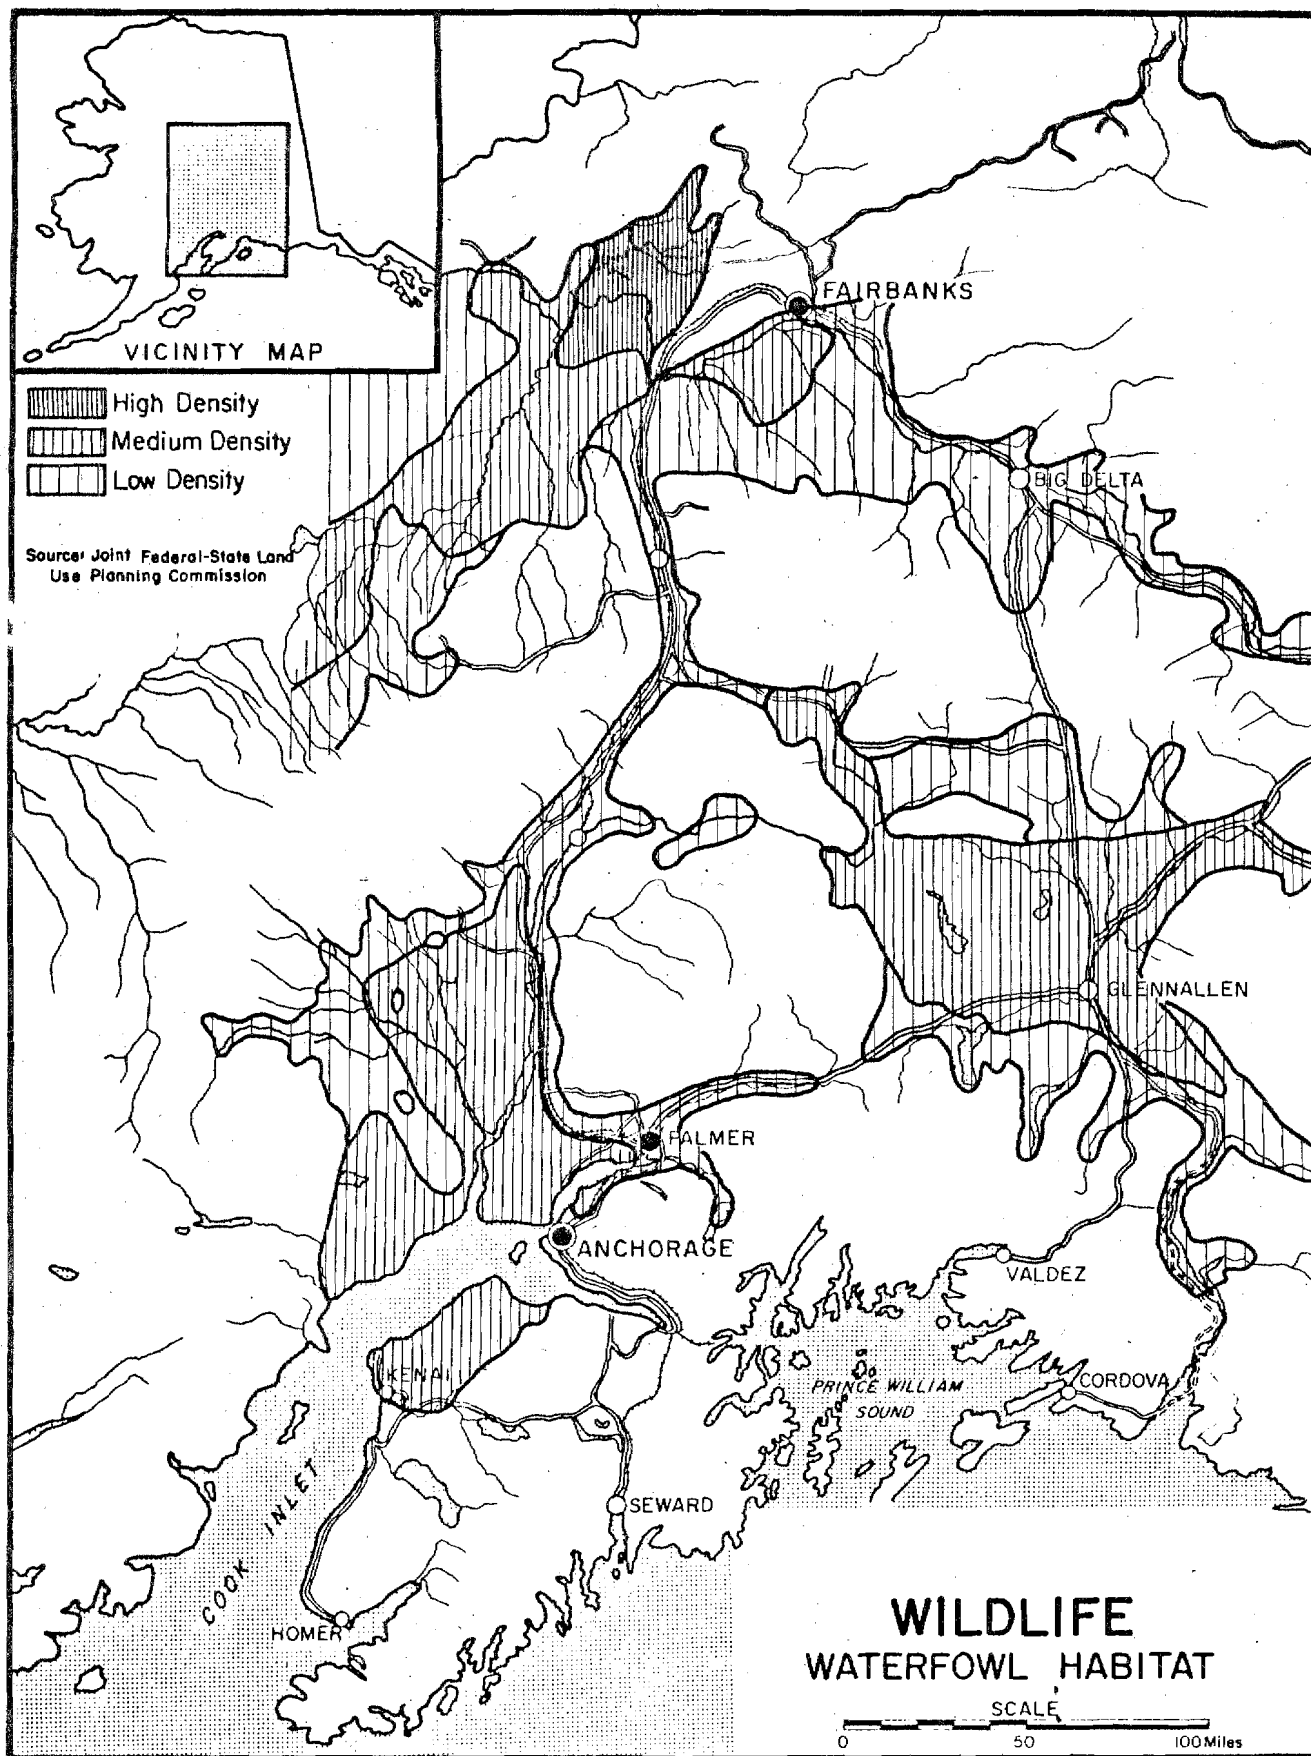 VICINITY MAP
High Density
Medium Density
Low Density
Source: Joint Federal-State Land
Use Planning Commission
FAIRBANKS
BIG DELTA
GLENNALLEN
PALMER
ANCHORAGE
VALDEZ
KENAI
PRINCE WILLIAM
SOUND
CORDOVA
COOK INLET
SEWARD
HOMER
WILDLIFE
WATERFOWL HABITAT
SCALE
0 50 100 Miles